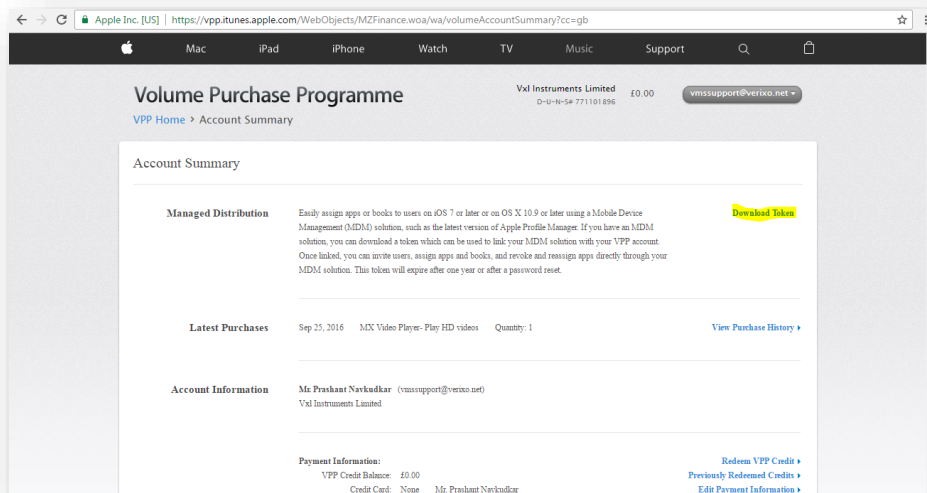 Apple Inc. [US] | https://vpp.itunes.apple.com/WebObjects/MZFinance.woa/wa/volumeAccountSummary?cc=gb
Mac iPad iPhone Watch TV Music Support
Volume Purchase Programme
Vxl Instruments Limited
D-U-N-S# 771101896
£0.00
vmssupport@verixo.net
VPP Home > Account Summary
Account Summary
Managed Distribution
Easily assign apps or books to users on iOS 7 or later or on OS X 10.9 or later using a Mobile Device
Management (MDM) solution, such as the latest version of Apple Profile Manager. If you have an MDM
solution, you can download a token which can be used to link your MDM solution with your VPP account.
Once linked, you can invite users, assign apps and books, and revoke and reassign apps directly through your
MDM solution. This token will expire after one year or after a password reset.
Download Token
Latest Purchases
Sep 25, 2016 MX Video Player- Play HD videos Quantity: 1
View Purchase History
Account Information
Mr. Prashant Navkudkar (vmssupport@verixo.net)
Vxl Instruments Limited
Payment Information:
Redeem VPP Credit
VPP Credit Balance: £0.00
Previously Redeemed Credits
Credit Card: None Mr. Prashant Navkudkar
Edit Payment Information